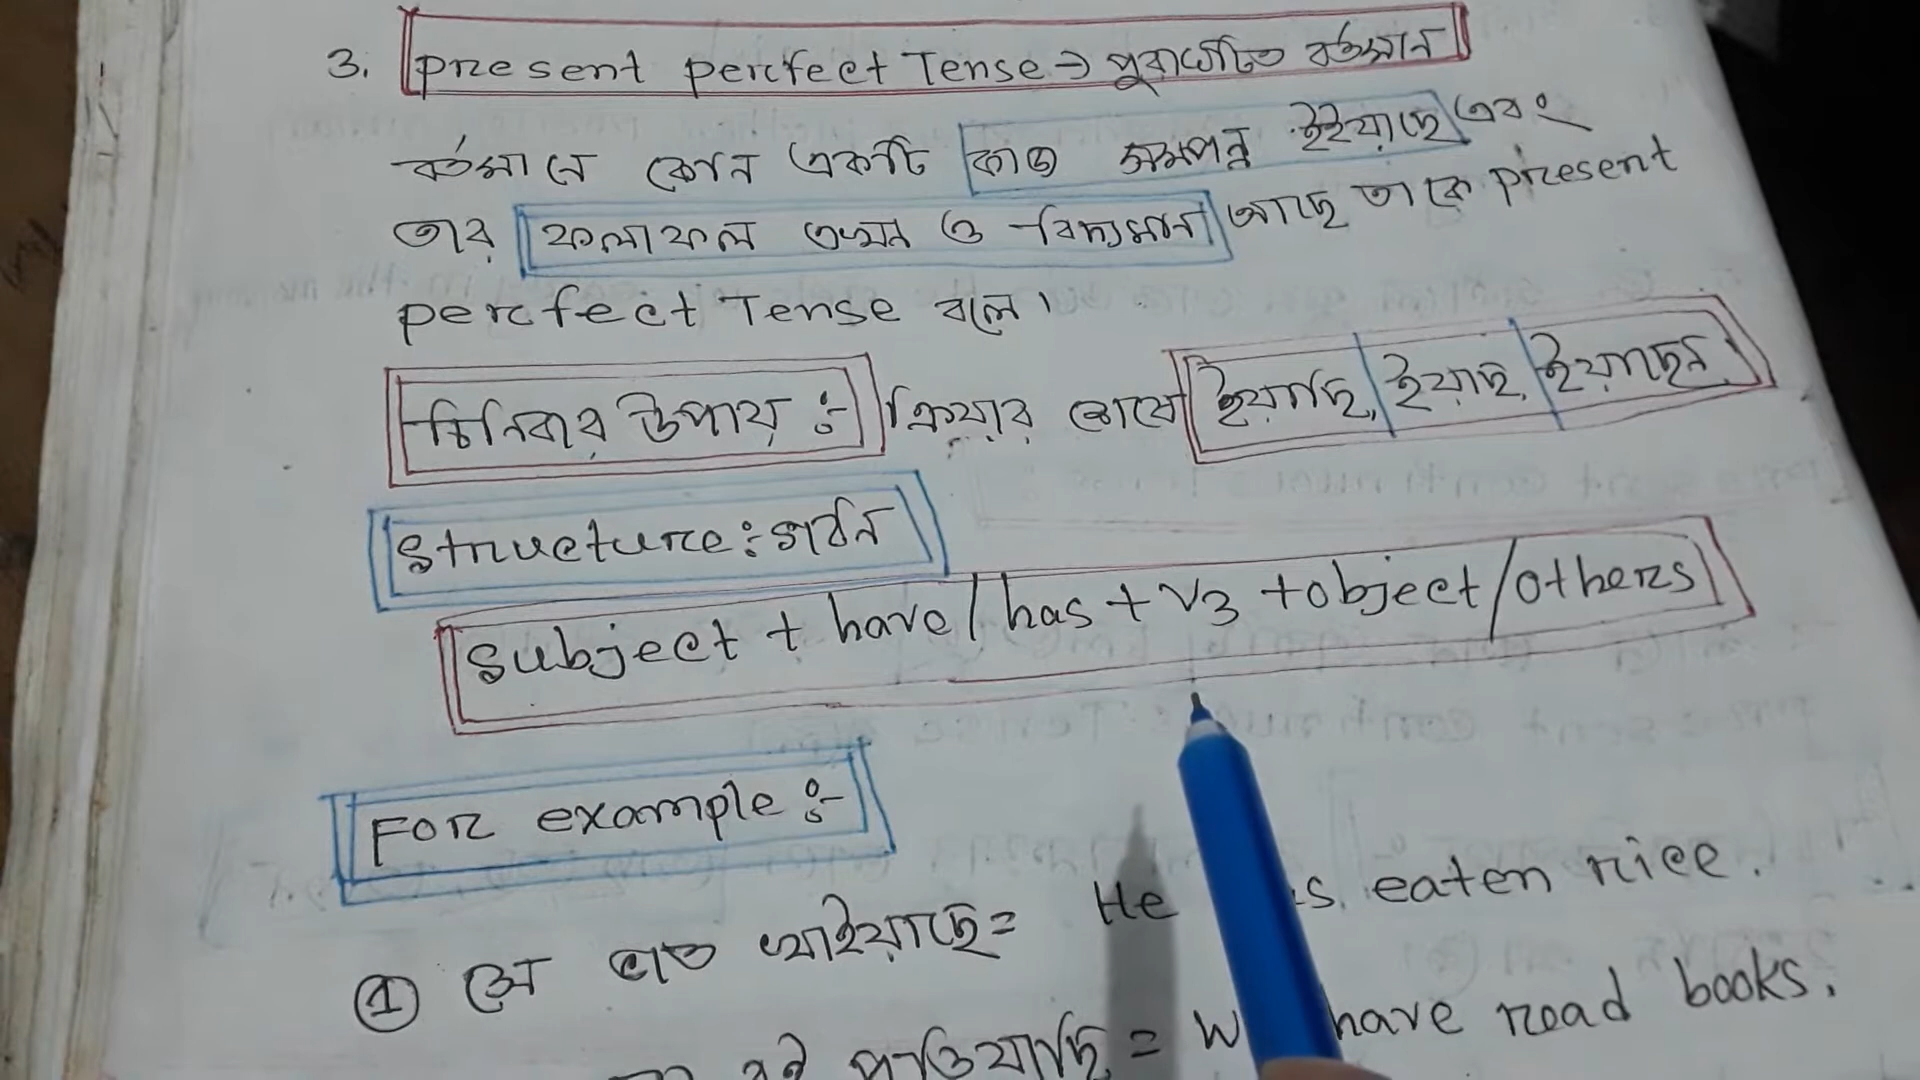 3. Present perfect Tense → পুরাঘটিত বর্তমান
বর্তমানে কোন একটি কাজ সম্পন্ন হইয়াছে এবং
তার ফলাফল এখন ও বিদ্যমান আছে তাকে present
perfect Tense বলে।
চিনিবার উপায় :- ক্রিয়ার শেষে ইয়াছি, ইয়াছ, ইয়াছেন,
Structure: গঠন
Subject + have / has + V3 + object / others
For example :-
① সে ভাত খাইয়াছে = He eaten rice.
বই পড়িয়াছি = have read books.